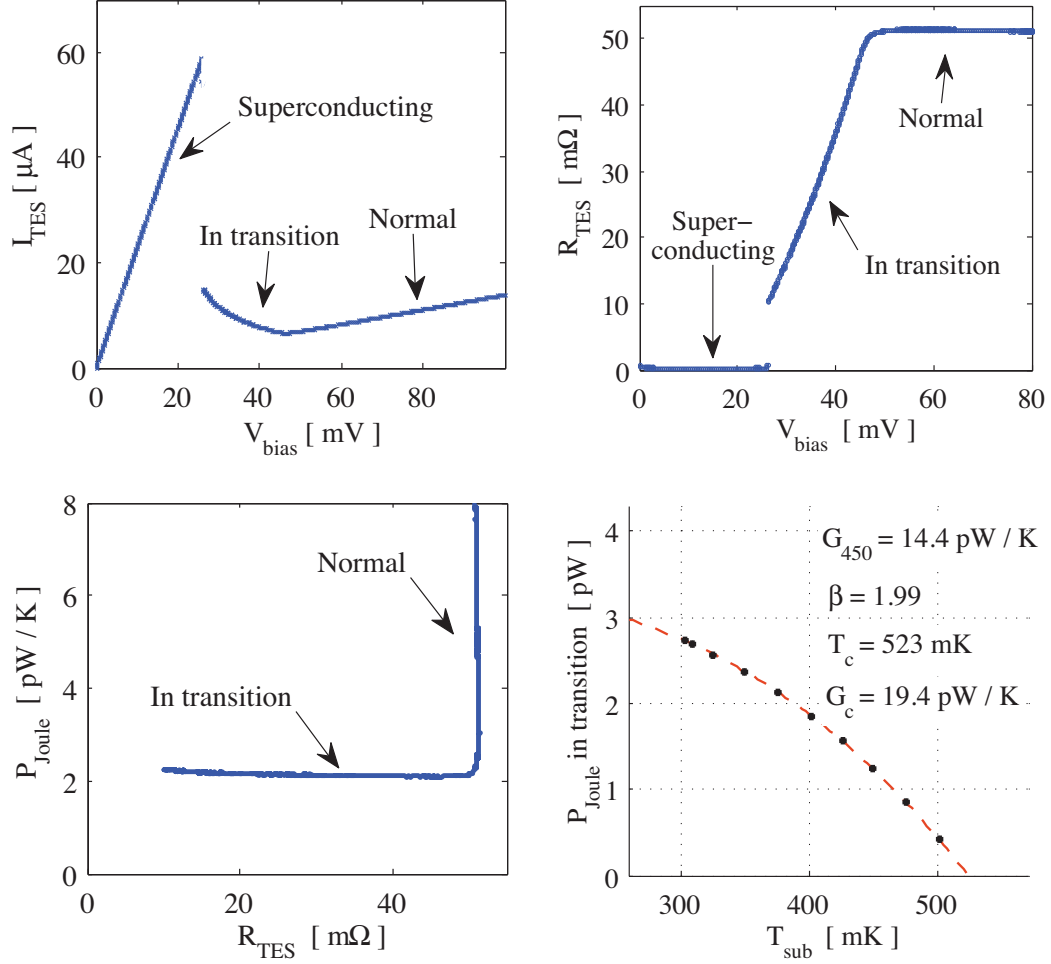 60
40
20
0
I_TES [ μA ]
Superconducting
In transition
Normal
0 20 40 60 80
V_bias [ mV ]
50
40
30
20
10
0
R_TES [ mΩ ]
Normal
Super–
conducting
In transition
0 20 40 60 80
V_bias [ mV ]
8
6
4
2
0
P_Joule [ pW / K ]
Normal
In transition
0 20 40
R_TES [ mΩ ]
4
3
2
1
0
P_Joule in transition [ pW ]
G_450 = 14.4 pW / K
β = 1.99
T_c = 523 mK
G_c = 19.4 pW / K
300 400 500
T_sub [ mK ]